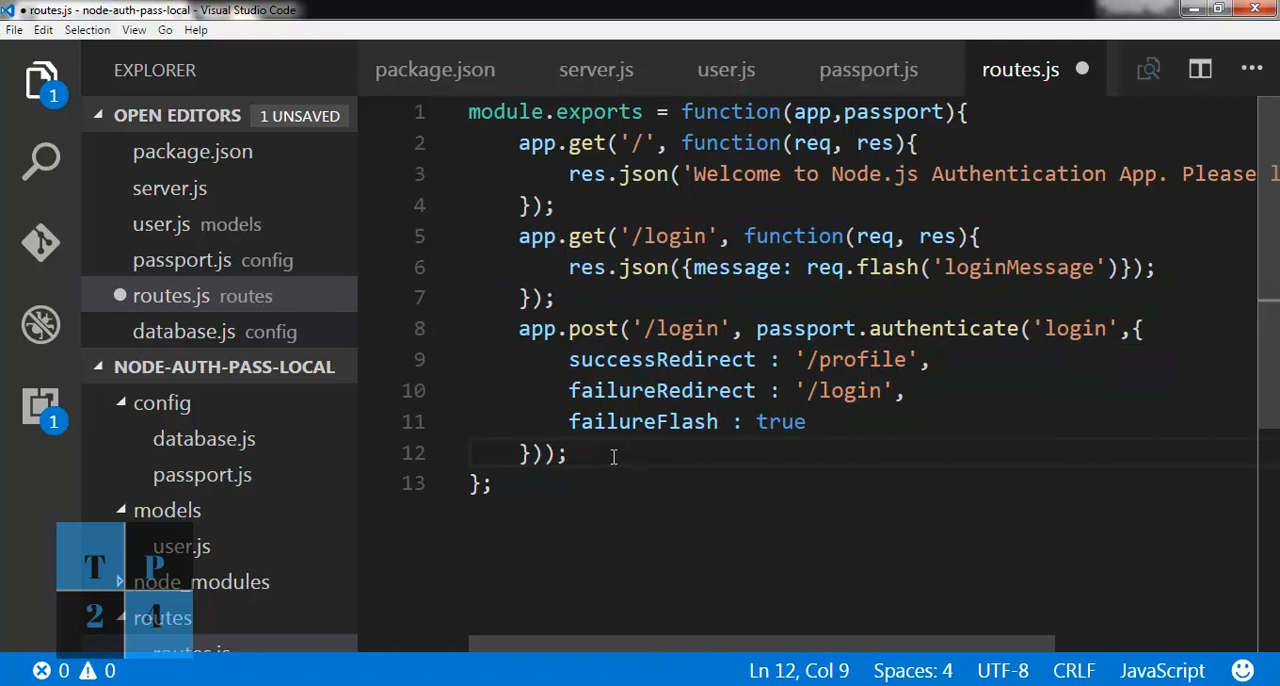 ● routes.js - node-auth-pass-local - Visual Studio Code
File Edit Selection View Go Help
EXPLORER
package.json server.js user.js passport.js routes.js ●
OPEN EDITORS 1 UNSAVED
package.json
server.js
user.js models
passport.js config
● routes.js routes
database.js config
NODE-AUTH-PASS-LOCAL
config
database.js
passport.js
models
user.js
node_modules
routes
routes.js
1
1
1 module.exports = function(app,passport){
2 app.get('/', function(req, res){
3 res.json('Welcome to Node.js Authentication App. Please l
4 });
5 app.get('/login', function(req, res){
6 res.json({message: req.flash('loginMessage')});
7 });
8 app.post('/login', passport.authenticate('login',{
9 successRedirect : '/profile',
10 failureRedirect : '/login',
11 failureFlash : true
12 }));
13 };
T P
2 4
0 0 Ln 12, Col 9 Spaces: 4 UTF-8 CRLF JavaScript